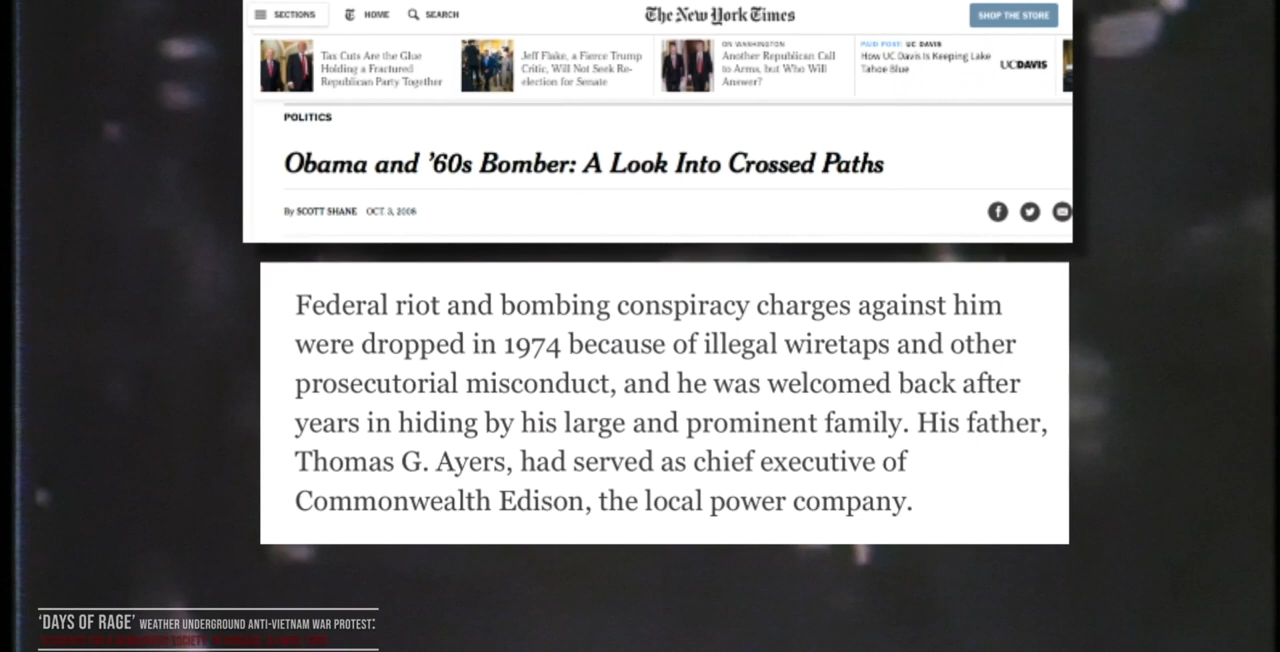 SECTIONS HOME SEARCH The New York Times SHOP THE STORE
Tax Cuts Are the Glue
Holding a Fractured
Republican Party Together
Jeff Flake, a Fierce Trump
Critic, Will Not Seek Re-
election for Senate
ON WASHINGTON
Another Republican Call
to Arms, but Who Will
Answer?
PAID POST: UC DAVIS
How UC Davis Is Keeping Lake
Tahoe Blue
UCDAVIS
POLITICS
Obama and ’60s Bomber: A Look Into Crossed Paths
By SCOTT SHANE OCT. 3, 2008
Federal riot and bombing conspiracy charges against him
were dropped in 1974 because of illegal wiretaps and other
prosecutorial misconduct, and he was welcomed back after
years in hiding by his large and prominent family. His father,
Thomas G. Ayers, had served as chief executive of
Commonwealth Edison, the local power company.
‘DAYS OF RAGE’ WEATHER UNDERGROUND ANTI-VIETNAM WAR PROTEST: